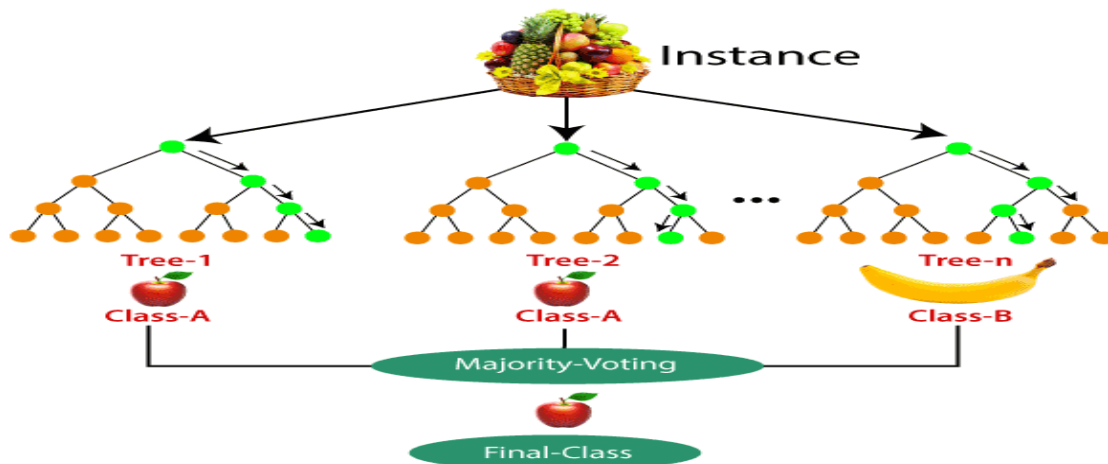 Instance
...
Tree-1
Tree-2
Tree-n
Class-A
Class-A
Class-B
Majority-Voting
Final-Class